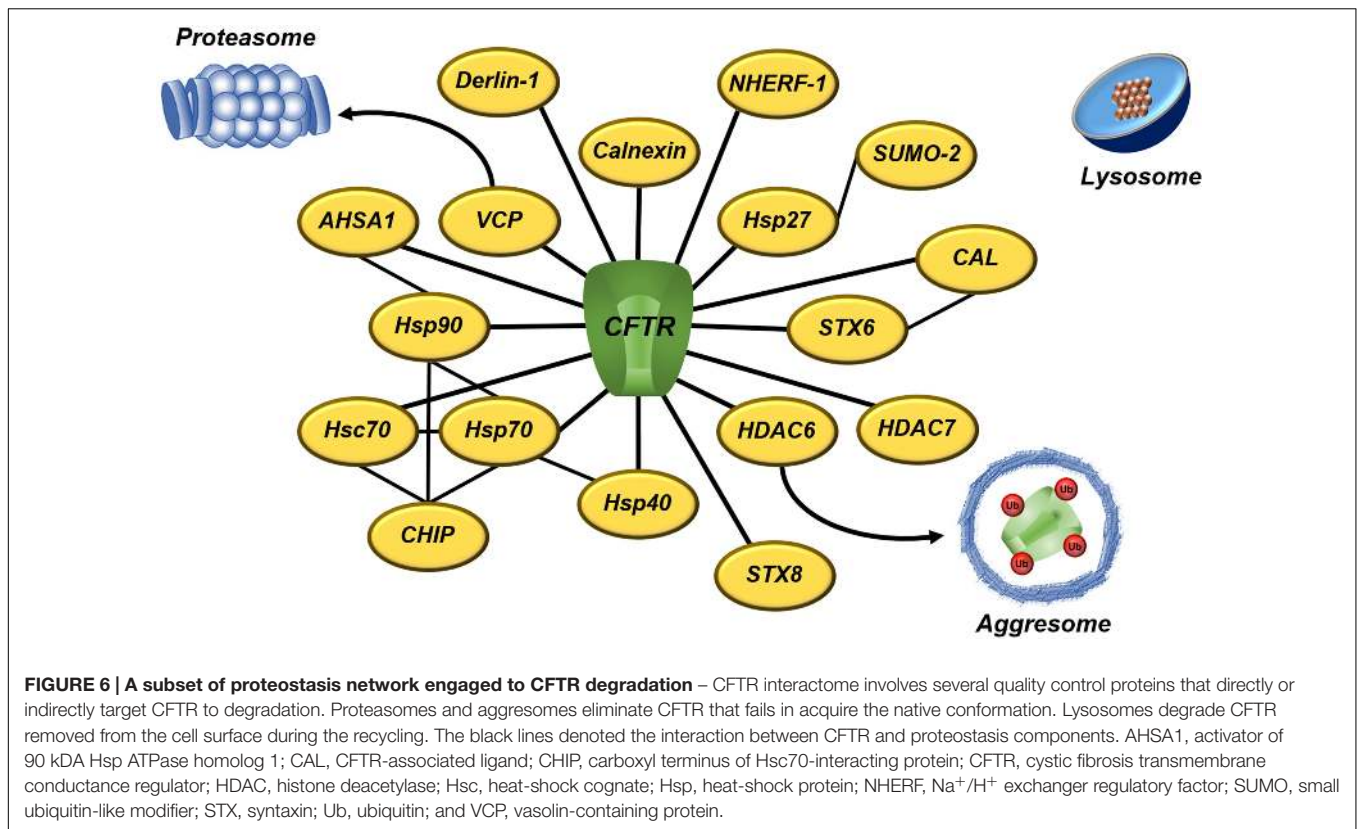 Proteasome
Derlin-1
NHERF-1
Calnexin
SUMO-2
Lysosome
AHSA1
VCP
Hsp27
CAL
Hsp90
CFTR
STX6
Hsc70
Hsp70
HDAC6
HDAC7
Hsp40
CHIP
STX8
Ub
Ub
Ub
Ub
Aggresome
FIGURE 6 | A subset of proteostasis network engaged to CFTR degradation – CFTR interactome involves several quality control proteins that directly or
indirectly target CFTR to degradation. Proteasomes and aggresomes eliminate CFTR that fails in acquire the native conformation. Lysosomes degrade CFTR
removed from the cell surface during the recycling. The black lines denoted the interaction between CFTR and proteostasis components. AHSA1, activator of
90 kDA Hsp ATPase homolog 1; CAL, CFTR-associated ligand; CHIP, carboxyl terminus of Hsc70-interacting protein; CFTR, cystic fibrosis transmembrane
conductance regulator; HDAC, histone deacetylase; Hsc, heat-shock cognate; Hsp, heat-shock protein; NHERF, Na⁺/H⁺ exchanger regulatory factor; SUMO, small
ubiquitin-like modifier; STX, syntaxin; Ub, ubiquitin; and VCP, vasolin-containing protein.